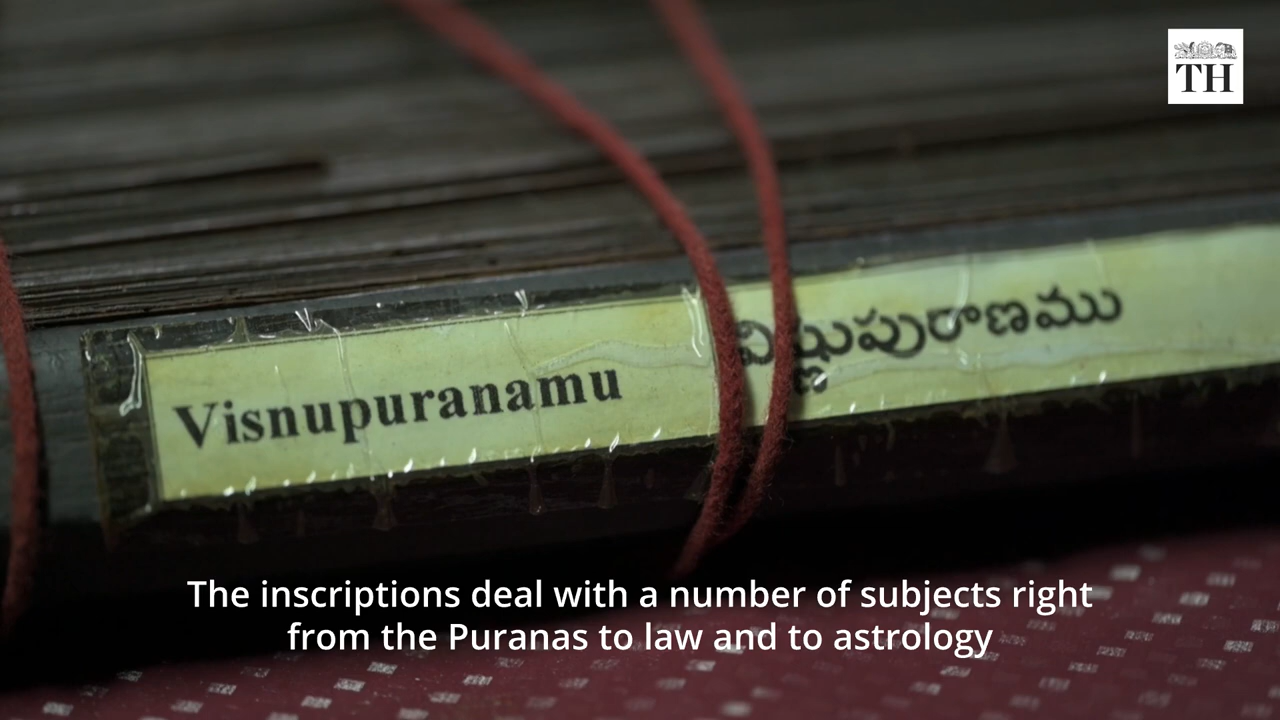 TH
Visnupuranamu విష్ణుపురాణము
The inscriptions deal with a number of subjects right
from the Puranas to law and to astrology